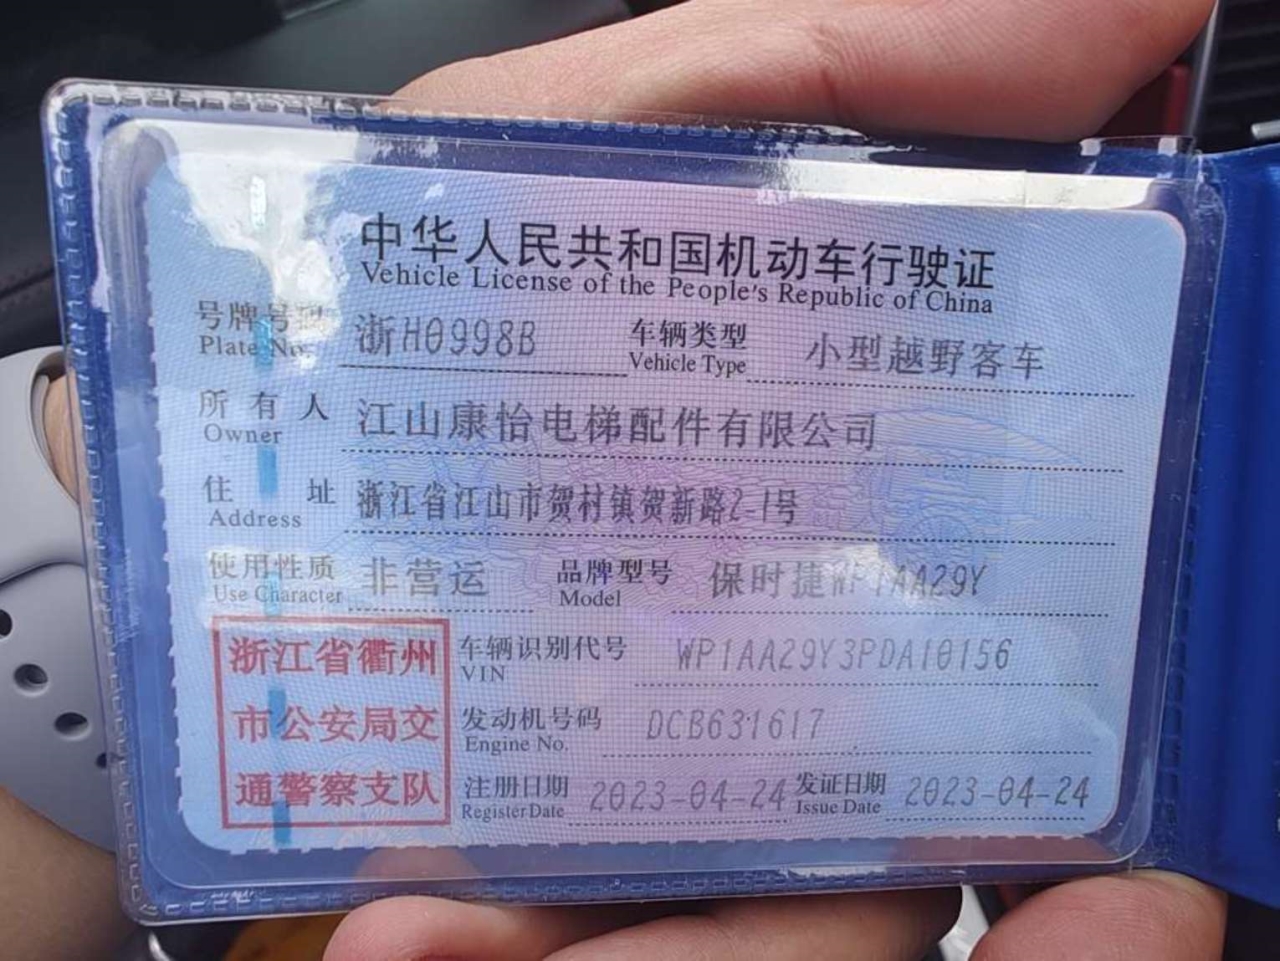 中华人民共和国机动车行驶证
Vehicle License of the People's Republic of China
号牌号码 浙H0998B 车辆类型 小型越野客车
Plate No. Vehicle Type
所有人 江山康怡电梯配件有限公司
Owner
住址 浙江省江山市贺村镇贺新路2-1号
Address
使用性质 非营运 品牌型号 保时捷WP1AA29Y
Use Character Model
浙江省衢州
市公安局交
通警察支队
车辆识别代号 WP1AA29Y3PDA10156
VIN
发动机号码 DCB631617
Engine No.
注册日期 2023-04-24 发证日期 2023-04-24
Register Date Issue Date